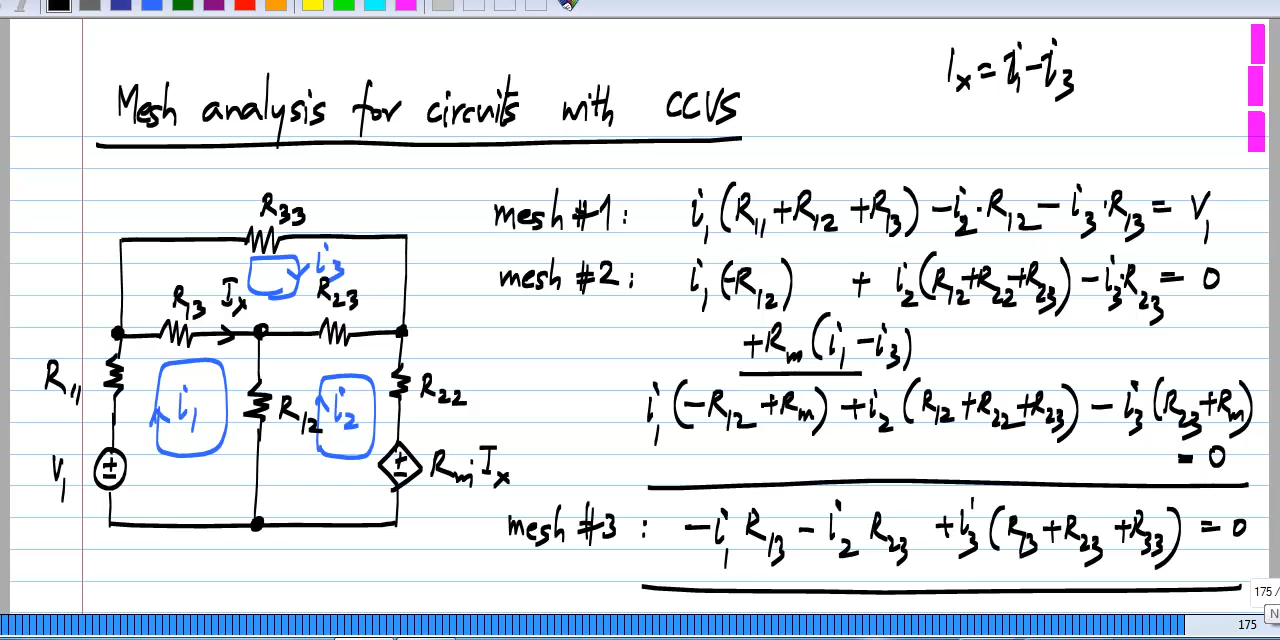 Iₓ = i₁ - i₃
Mesh analysis for circuits with CCVS
R₃₃
i₃
R₁₃ Iₓ R₂₃
R₁₁
i₁
R₁₂
i₂
R₂₂
V₁
±
± Rₘ Iₓ
mesh #1: i₁(R₁₁ + R₁₂ + R₁₃) - i₂·R₁₂ - i₃·R₁₃ = V₁
mesh #2: i₁(-R₁₂) + i₂(R₁₂+R₂₂+R₂₃) - i₃·R₂₃ = 0
+Rₘ(i₁ - i₃)
i₁(-R₁₂ + Rₘ) + i₂(R₁₂ + R₂₂ + R₂₃) - i₃(R₂₃ + Rₘ)
= 0
mesh #3: -i₁ R₁₃ - i₂ R₂₃ + i₃(R₁₃ + R₂₃ + R₃₃) = 0
175/
N
175